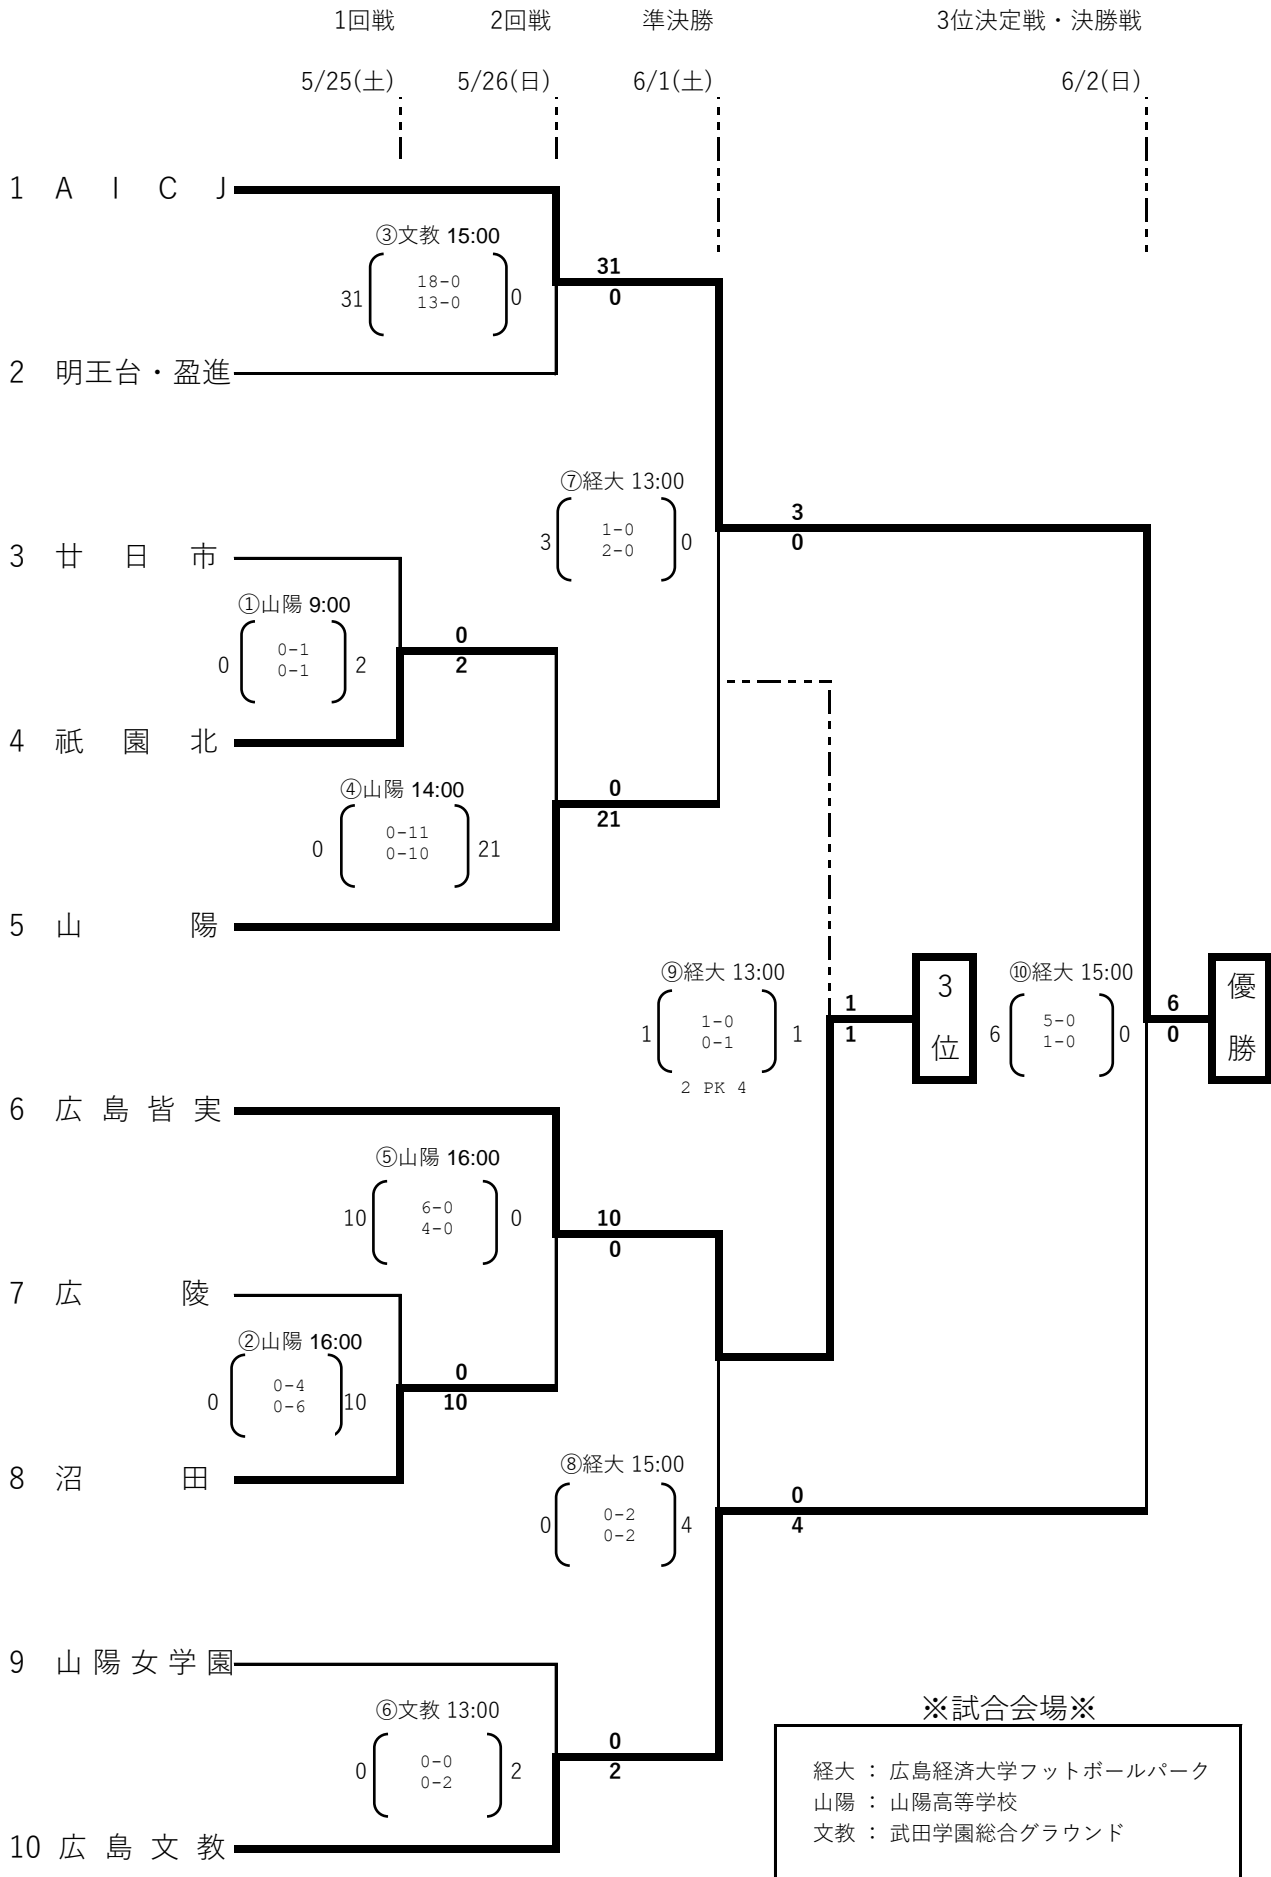 1回戦 2回戦 準決勝 3位決定戦・決勝戦
5/25(土) 5/26(日) 6/1(土) 6/2(日)
1 A I C J
③文教 15:00
31
0
31 18-0 0
13-0
2 明王台・盈進
⑦経大 13:00
3 1-0 0
2-0
3
0
3 廿日市
①山陽 9:00
0 0-1 2
0-1
0
2
4 祇園北
④山陽 14:00
0 0-11 21
0-10
0
21
5 山陽
⑨経大 13:00
1 1-0 1
0-1
2 PK 4
1
1
3位
⑩経大 15:00
6 5-0 0
1-0
6
0
優勝
6 広島皆実
⑤山陽 16:00
10 6-0 0
4-0
10
0
7 広陵
②山陽 16:00
0 0-4 10
0-6
0
10
8 沼田
⑧経大 15:00
0 0-2 4
0-2
0
4
9 山陽女学園
⑥文教 13:00
0 0-0 2
0-2
0
2
10 広島文教
※試合会場※
経大 : 広島経済大学フットボールパーク
山陽 : 山陽高等学校
文教 : 武田学園総合グラウンド